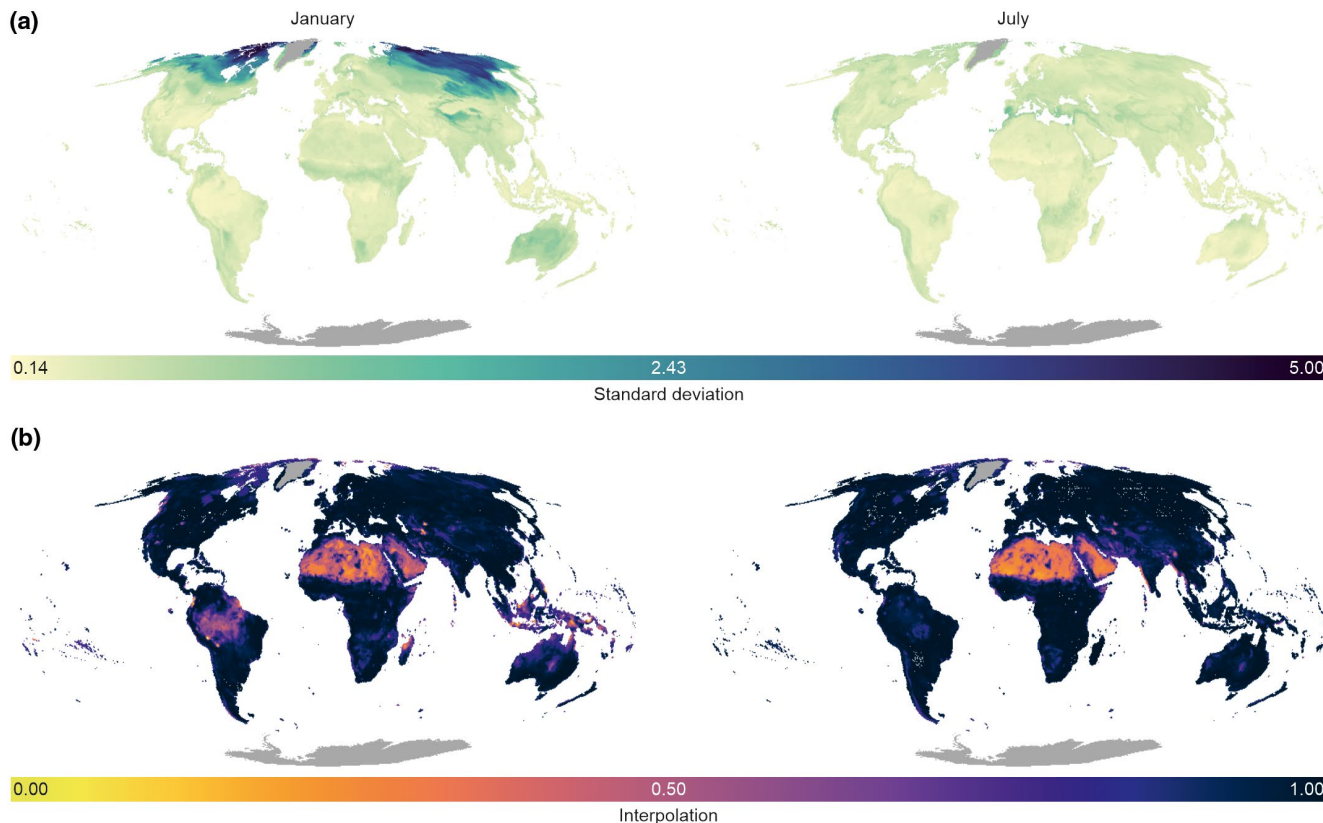 (a)
January
July
0.14 2.43 5.00
Standard deviation
(b)
0.00 0.50 1.00
Interpolation